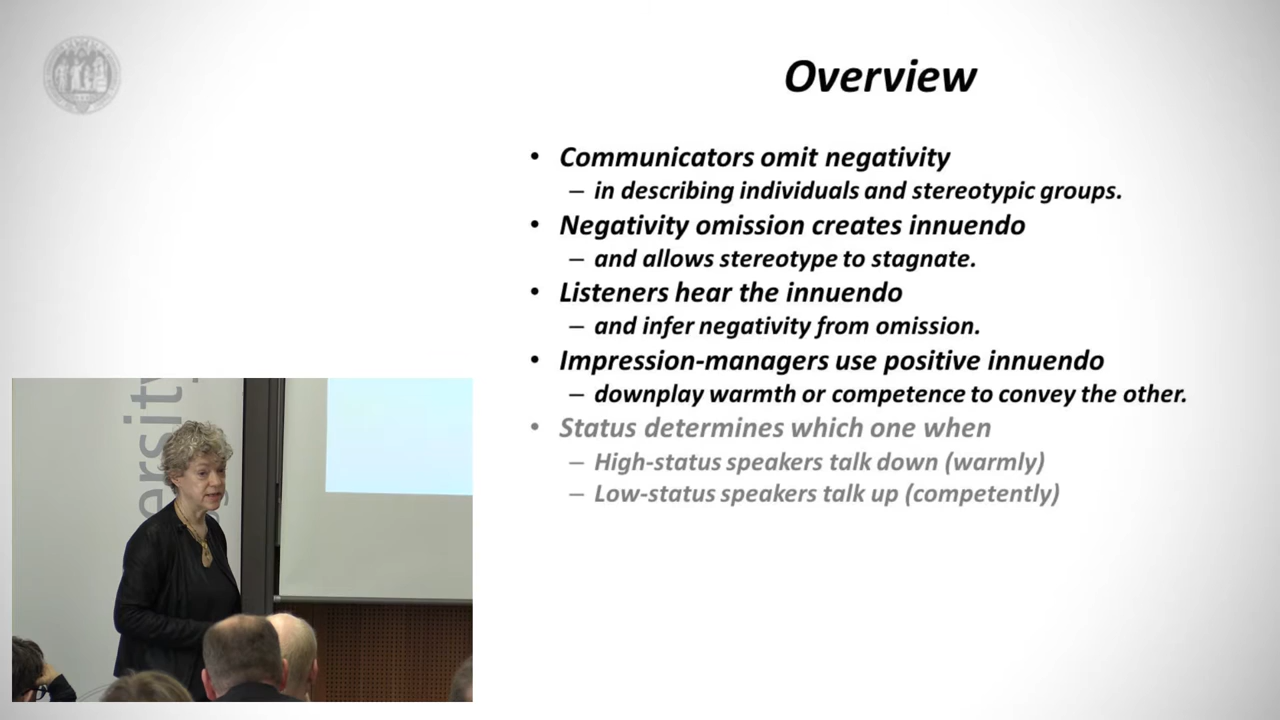 Overview
• Communicators omit negativity
– in describing individuals and stereotypic groups.
• Negativity omission creates innuendo
– and allows stereotype to stagnate.
• Listeners hear the innuendo
– and infer negativity from omission.
• Impression-managers use positive innuendo
– downplay warmth or competence to convey the other.
• Status determines which one when
– High-status speakers talk down (warmly)
– Low-status speakers talk up (competently)
ersity